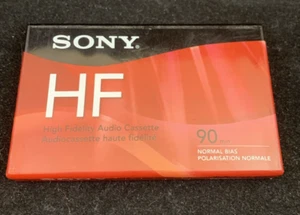 SONY
HF
High-Fidelity Audio Cassette
Audiocassette haute fidélité
90
NORMAL BIAS
POLARISATION NORMALE